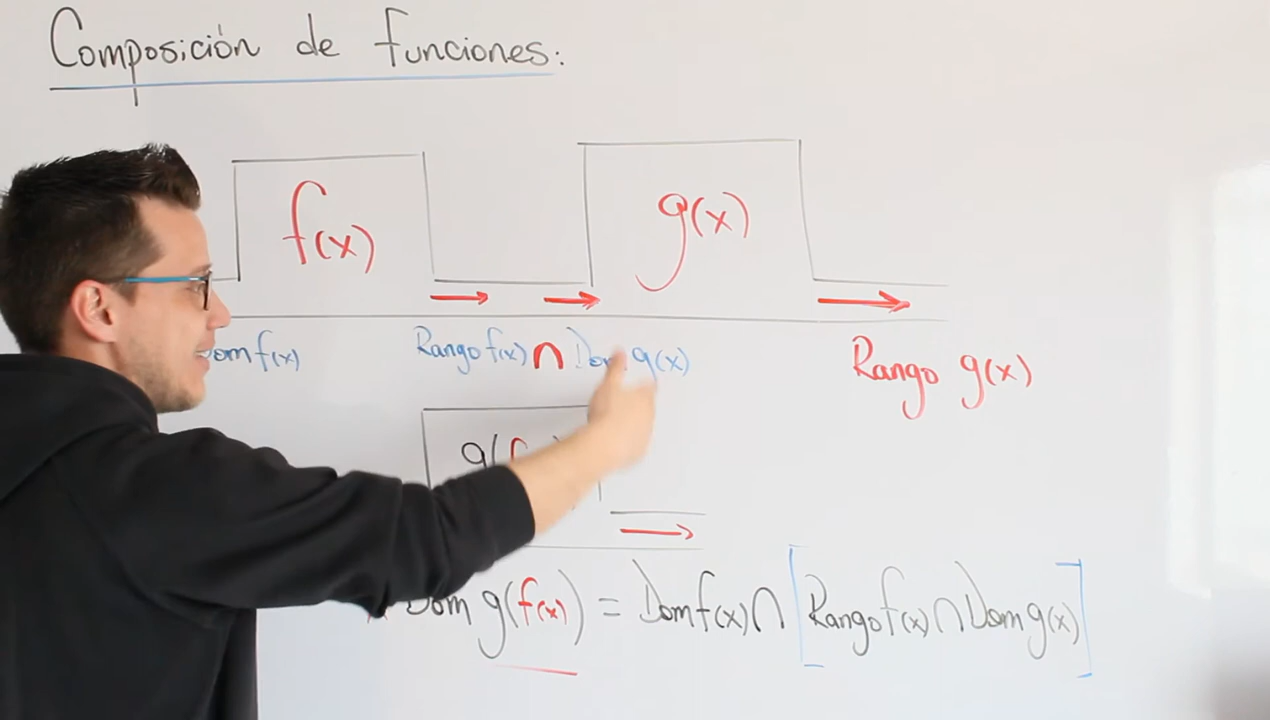 Composición de funciones:
f(x) g(x)
Dom f(x) Rango f(x) ∩ Dom g(x) Rango g(x)
g(f
Dom g(f(x)) = Dom f(x) ∩ [Rango f(x) ∩ Dom g(x)]